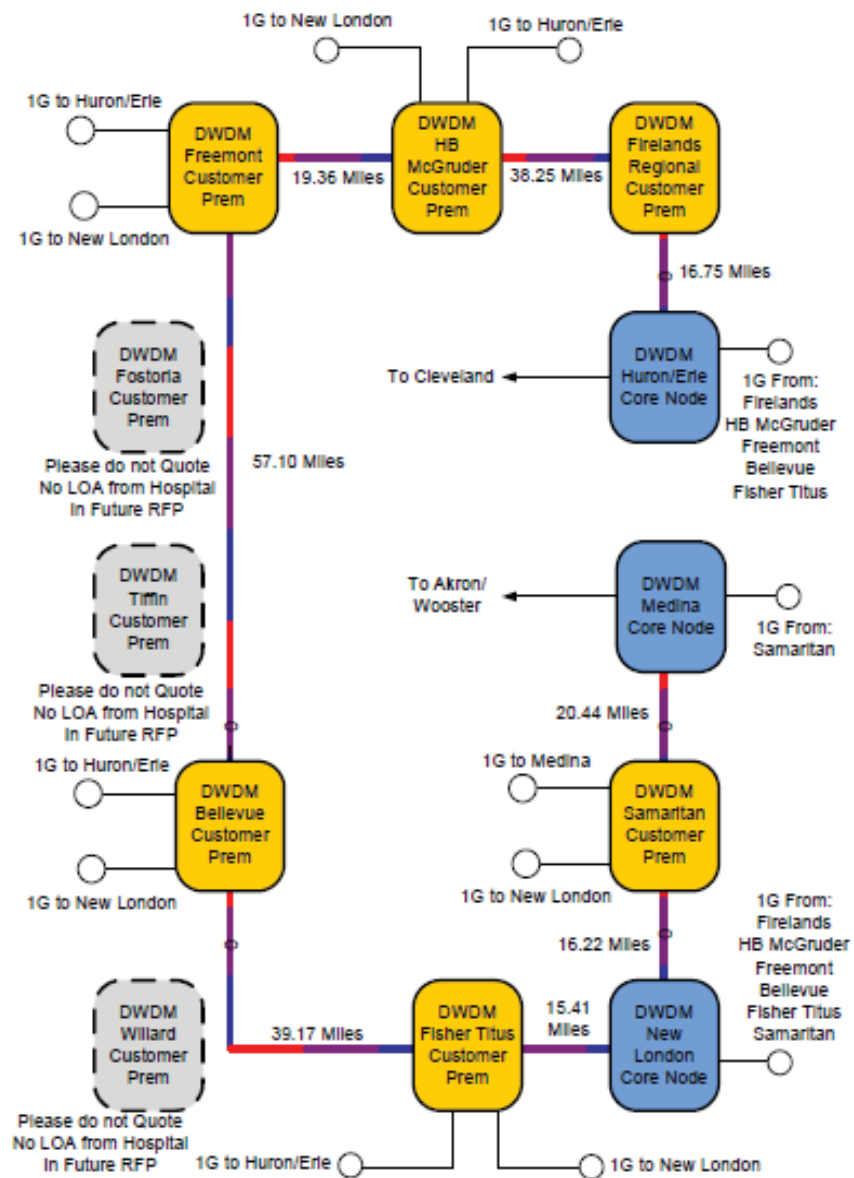 1G to New London
1G to Huron/Erie
1G to Huron/Erie
DWDM
Freemont
Customer
Prem
19.36 Miles
DWDM
HB
McGruder
Customer
Prem
38.25 Miles
DWDM
Firelands
Regional
Customer
Prem
1G to New London
16.75 Miles
DWDM
Fostoria
Customer
Prem
Please do not Quote
No LOA from Hospital
In Future RFP
57.10 Miles
To Cleveland
DWDM
Huron/Erie
Core Node
1G From:
Firelands
HB McGruder
Freemont
Bellevue
Fisher Titus
DWDM
Tiffin
Customer
Prem
Please do not Quote
No LOA from Hospital
In Future RFP
To Akron/
Wooster
DWDM
Medina
Core Node
1G From:
Samaritan
20.44 Miles
1G to Huron/Erie
DWDM
Bellevue
Customer
Prem
1G to New London
1G to Medina
DWDM
Samaritan
Customer
Prem
1G to New London
16.22 Miles
1G From:
Firelands
HB McGruder
Freemont
Bellevue
Fisher Titus
Samaritan
DWDM
Willard
Customer
Prem
Please do not Quote
No LOA from Hospital
In Future RFP
39.17 Miles
DWDM
Fisher Titus
Customer
Prem
15.41
Miles
DWDM
New
London
Core Node
1G to Huron/Erie
1G to New London